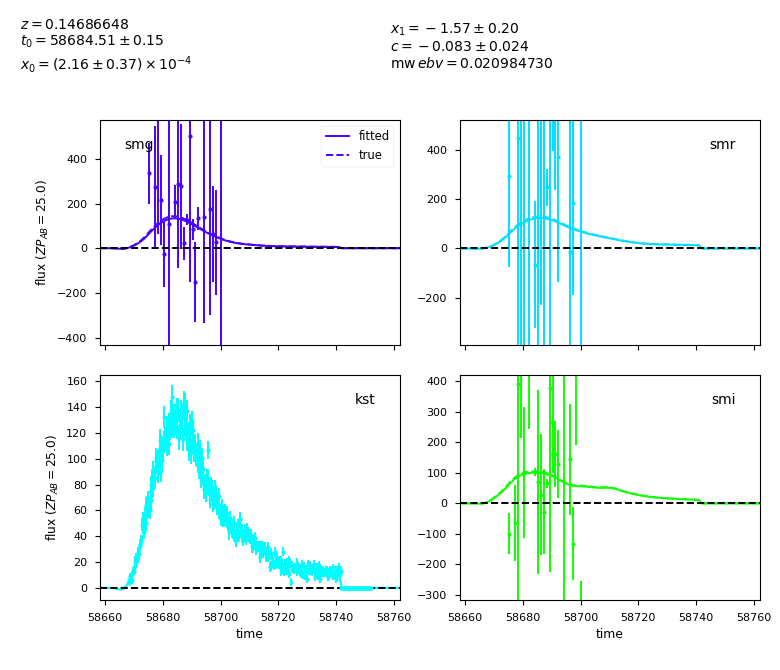 z = 0.14686648
t₀ = 58684.51 ± 0.15
x₀ = (2.16 ± 0.37) × 10⁻⁴
x₁ = −1.57 ± 0.20
c = −0.083 ± 0.024
mw ebv = 0.020984730
smg
fitted
true
400
200
0
−200
−400
flux (ZP_AB = 25.0)
smr
400
200
0
−200
kst
160
140
120
100
80
60
40
20
0
flux (ZP_AB = 25.0)
58660 58680 58700 58720 58740 58760
time
smi
400
300
200
100
0
−100
−200
−300
58660 58680 58700 58720 58740 58760
time